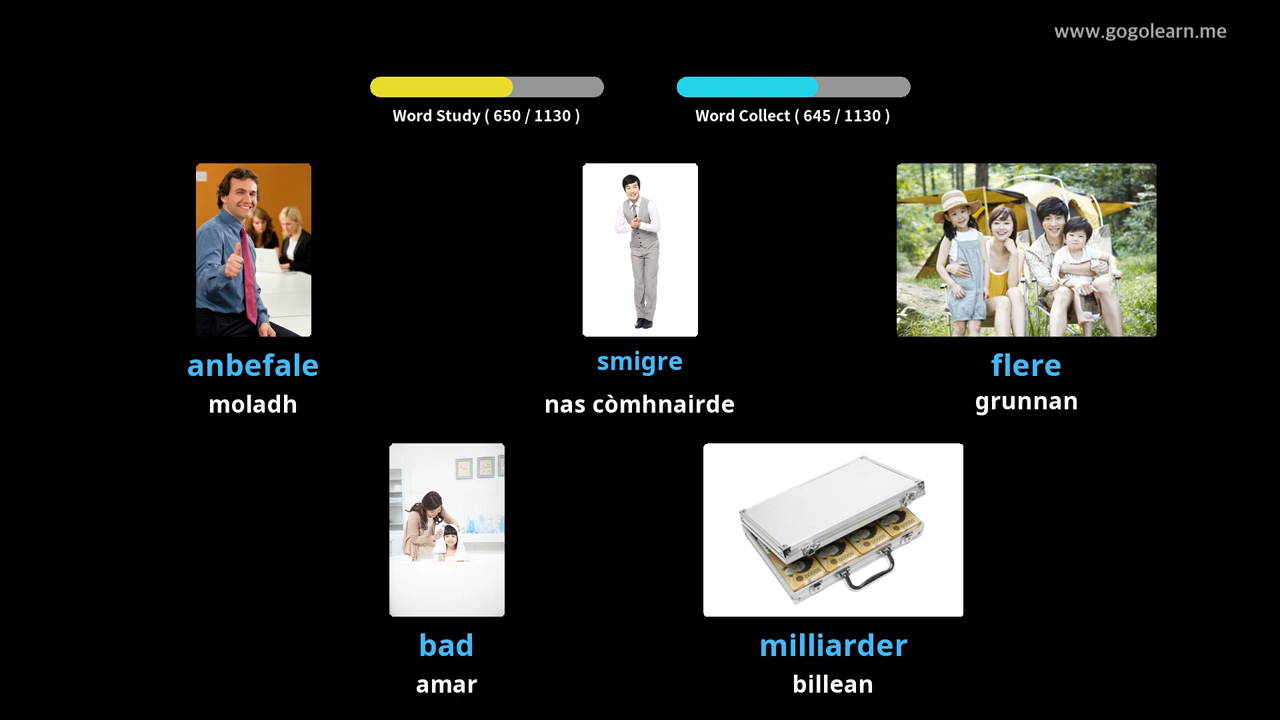 www.gogolearn.me
Word Study ( 650 / 1130 )
Word Collect ( 645 / 1130 )
anbefale
moladh
smigre
nas còmhnairde
flere
grunnan
bad
amar
milliarder
billean